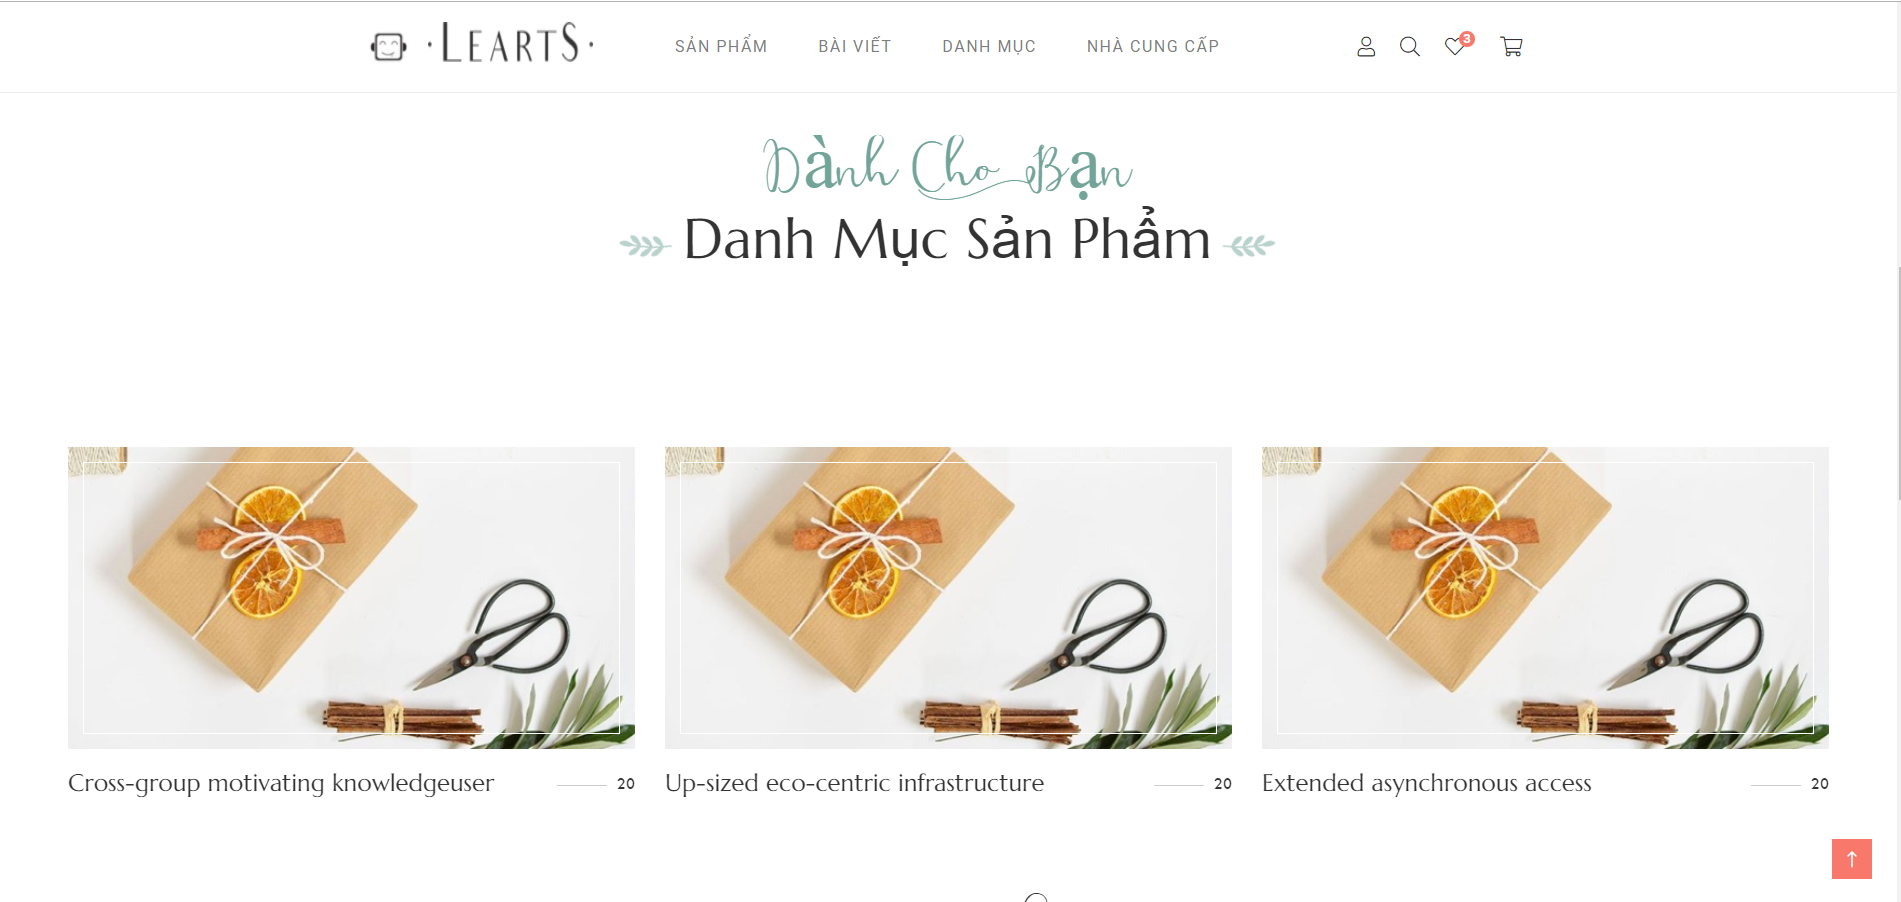 ·LEARTS·
SẢN PHẨM
BÀI VIẾT
DANH MỤC
NHÀ CUNG CẤP
3
Dành Cho Bạn
Danh Mục Sản Phẩm
Cross-group motivating knowledgeuser
20
Up-sized eco-centric infrastructure
20
Extended asynchronous access
20